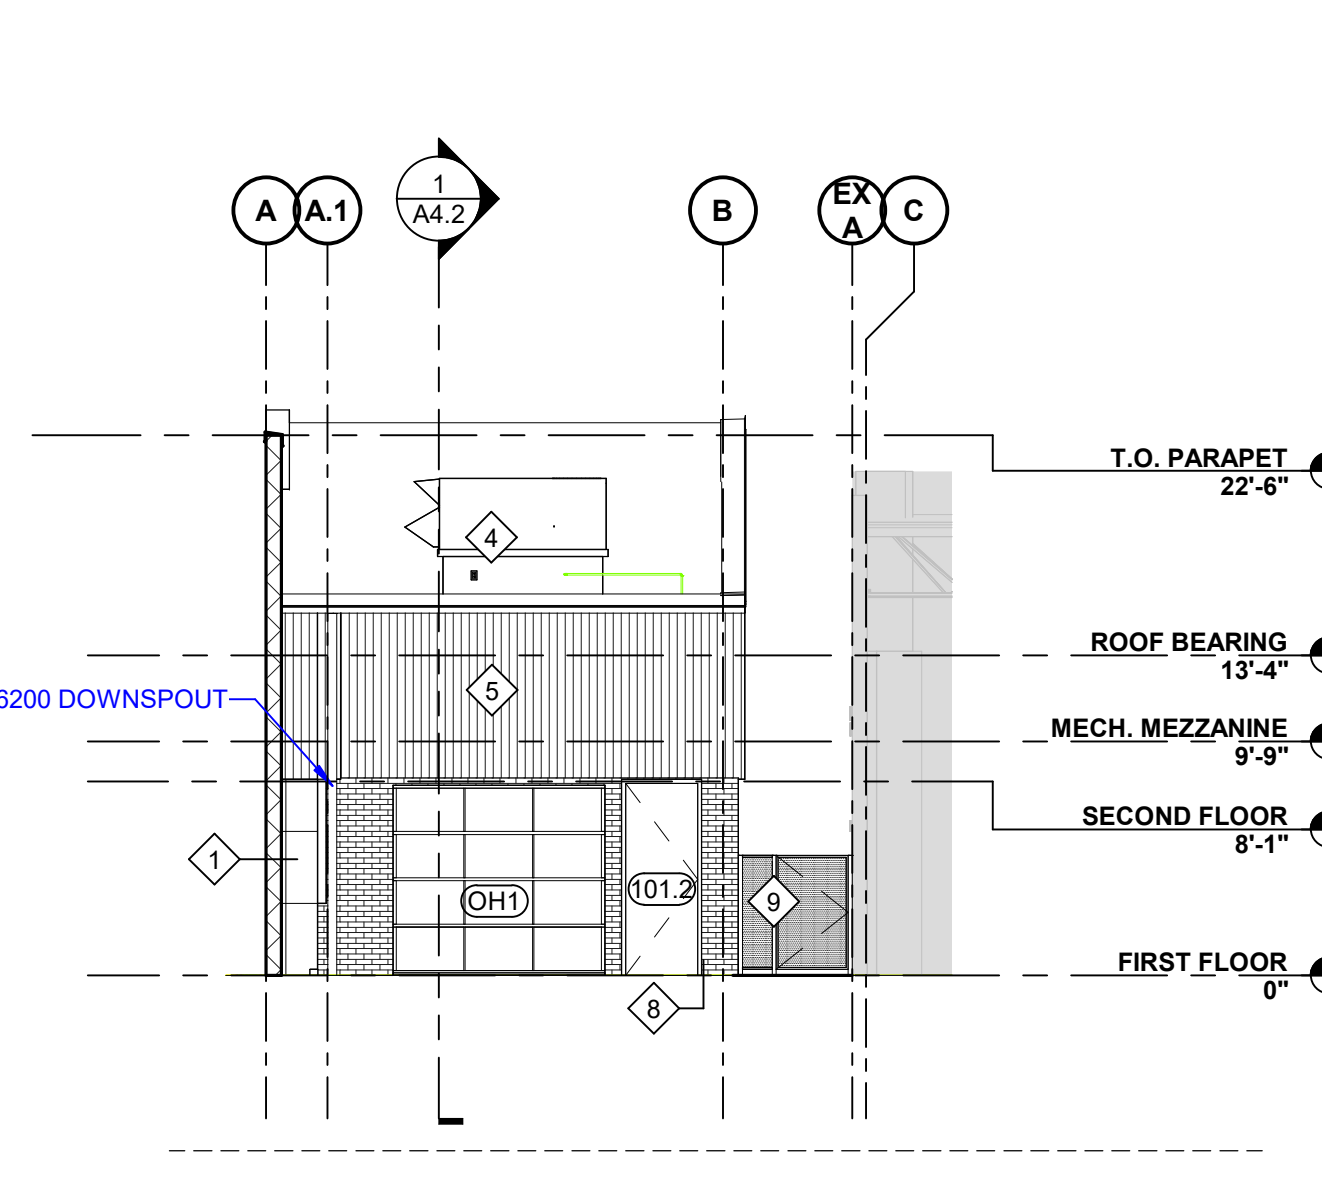 1
A4.2
A
A.1
B
EX
A
C
T.O. PARAPET
22'-6"
4
ROOF BEARING
13'-4"
5
6200 DOWNSPOUT
MECH. MEZZANINE
9'-9"
SECOND FLOOR
8'-1"
1
OH1
101.2
9
FIRST FLOOR
0"
8